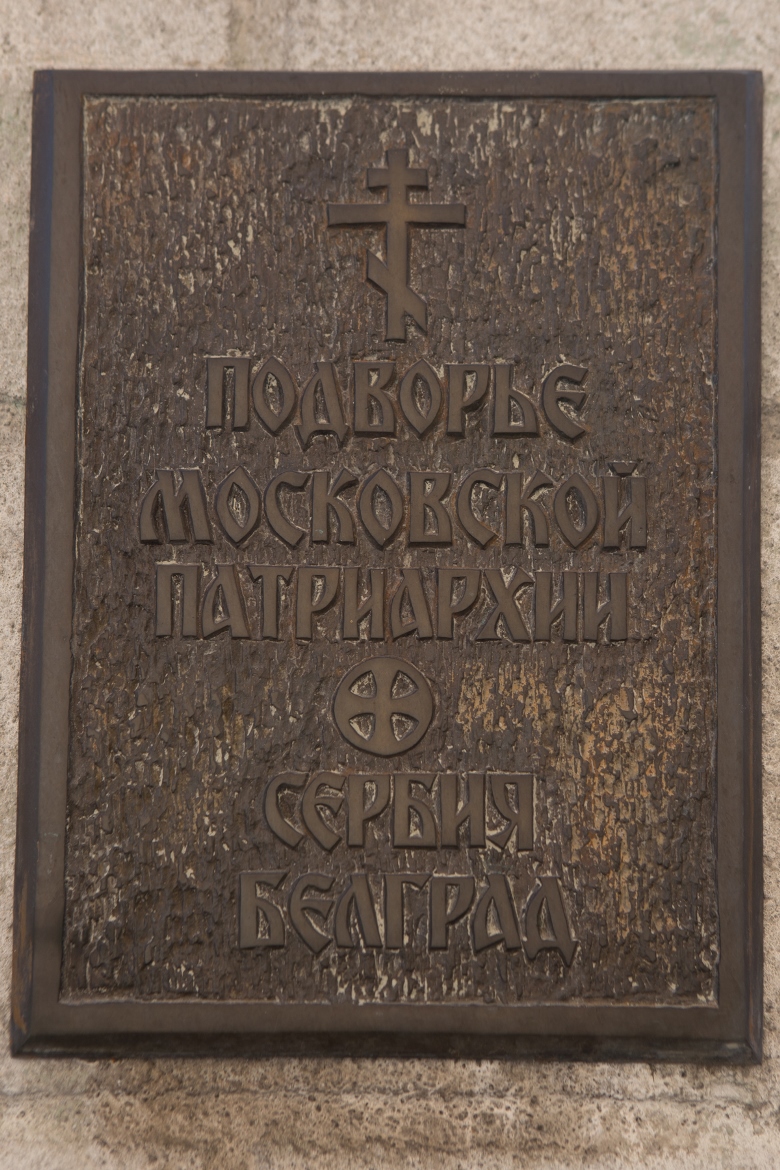 ПОДВОРЬЕ
МОСКОВСКОЙ
ПАТРИАРХИИ
СЕРБИЯ
БЕЛГРАД